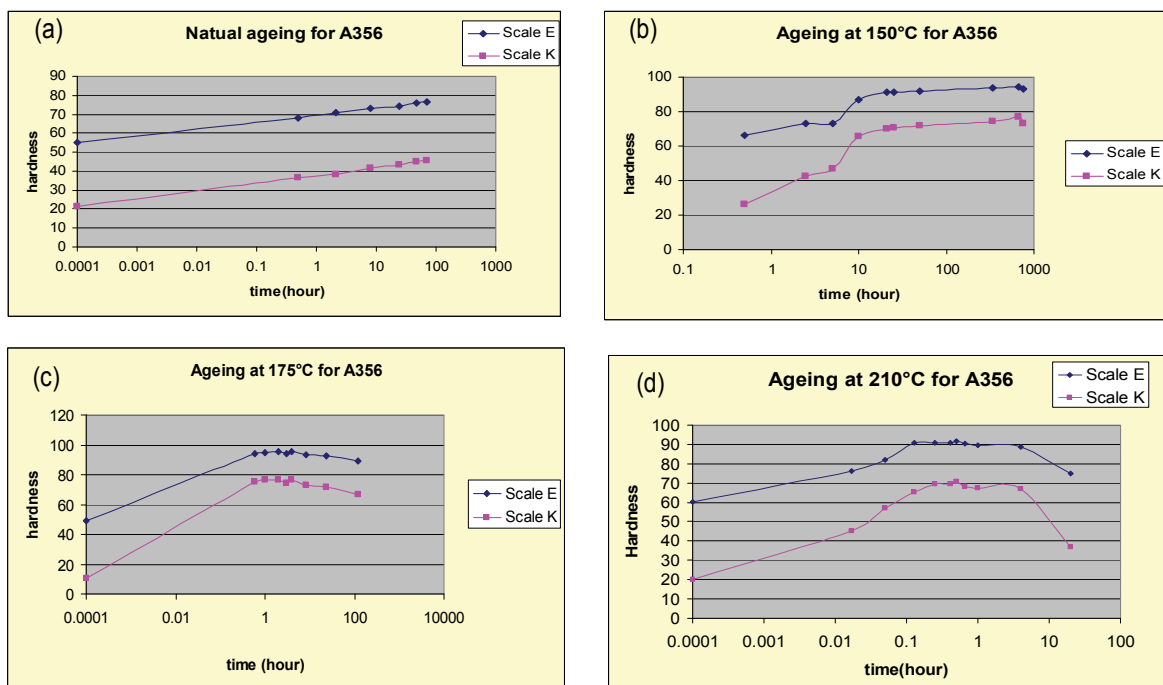 (a)
Natual ageing for A356
Scale E
Scale K
90
80
70
60
50
40
30
20
10
0
hardness
0.0001 0.001 0.01 0.1 1 10 100 1000
time(hour)
(b)
Ageing at 150°C for A356
100
80
60
40
20
0
hardness
0.1 1 10 100 1000
time (hour)
Scale E
Scale K
(c)
Ageing at 175°C for A356
120
100
80
60
40
20
0
hardness
0.0001 0.01 1 100 10000
time (hour)
Scale E
Scale K
(d)
Ageing at 210°C for A356
Scale E
Scale K
100
90
80
70
60
50
40
30
20
10
0
Hardness
0.0001 0.001 0.01 0.1 1 10 100
time(hour)